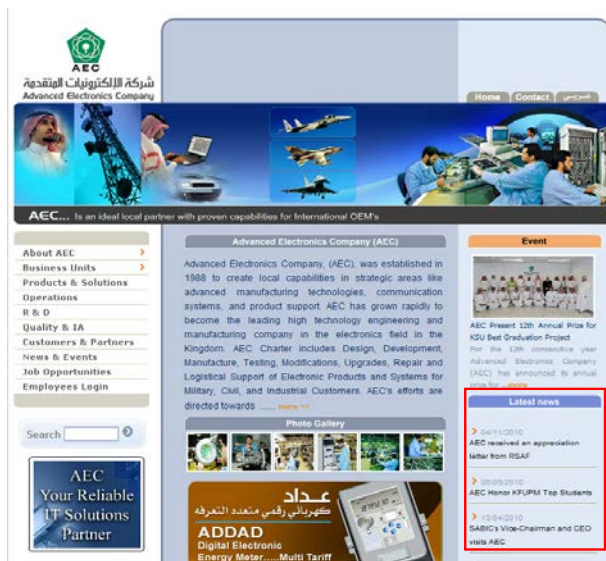 AEC
شركة الإلكترونيات المتقدمة
Advanced Electronics Company
Home
Contact
عربي
AEC... Is an ideal local partner with proven capabilities for International OEM's
About AEC
Business Units
Products & Solutions
Operations
R & D
Quality & IA
Customers & Partners
News & Events
Job Opportunities
Employees Login
Search
AEC
Your Reliable
IT Solutions
Partner
Advanced Electronics Company (AEC)
Advanced Electronics Company, (AEC), was established in
1988 to create local capabilities in strategic areas like
advanced manufacturing technologies, communication
systems, and product support. AEC has grown rapidly to
become the leading high technology engineering and
manufacturing company in the electronics field in the
Kingdom. AEC Charter includes Design, Development,
Manufacture, Testing, Modifications, Upgrades, Repair and
Logistical Support of Electronic Products and Systems for
Military, Civil, and Industrial Customers. AEC's efforts are
directed towards ...... more >>
Photo Gallery
عداد
كهربائي رقمي متعدد التعرفه
ADDAD
Digital Electronic
Energy Meter.....Multi Tariff
Event
AEC Present 12th Annual Prize for
KSU Best Graduation Project
For the 12th consecutive year
Advanced Electronics Company
(AEC) has announced its annual
prize for ...more
Latest news
04/11/2010
AEC received an appreciation
letter from RSAF
AEC Honor KFUPM Top Students
13/04/2010
SABIC's Vice-Chairman and CEO
visits AEC